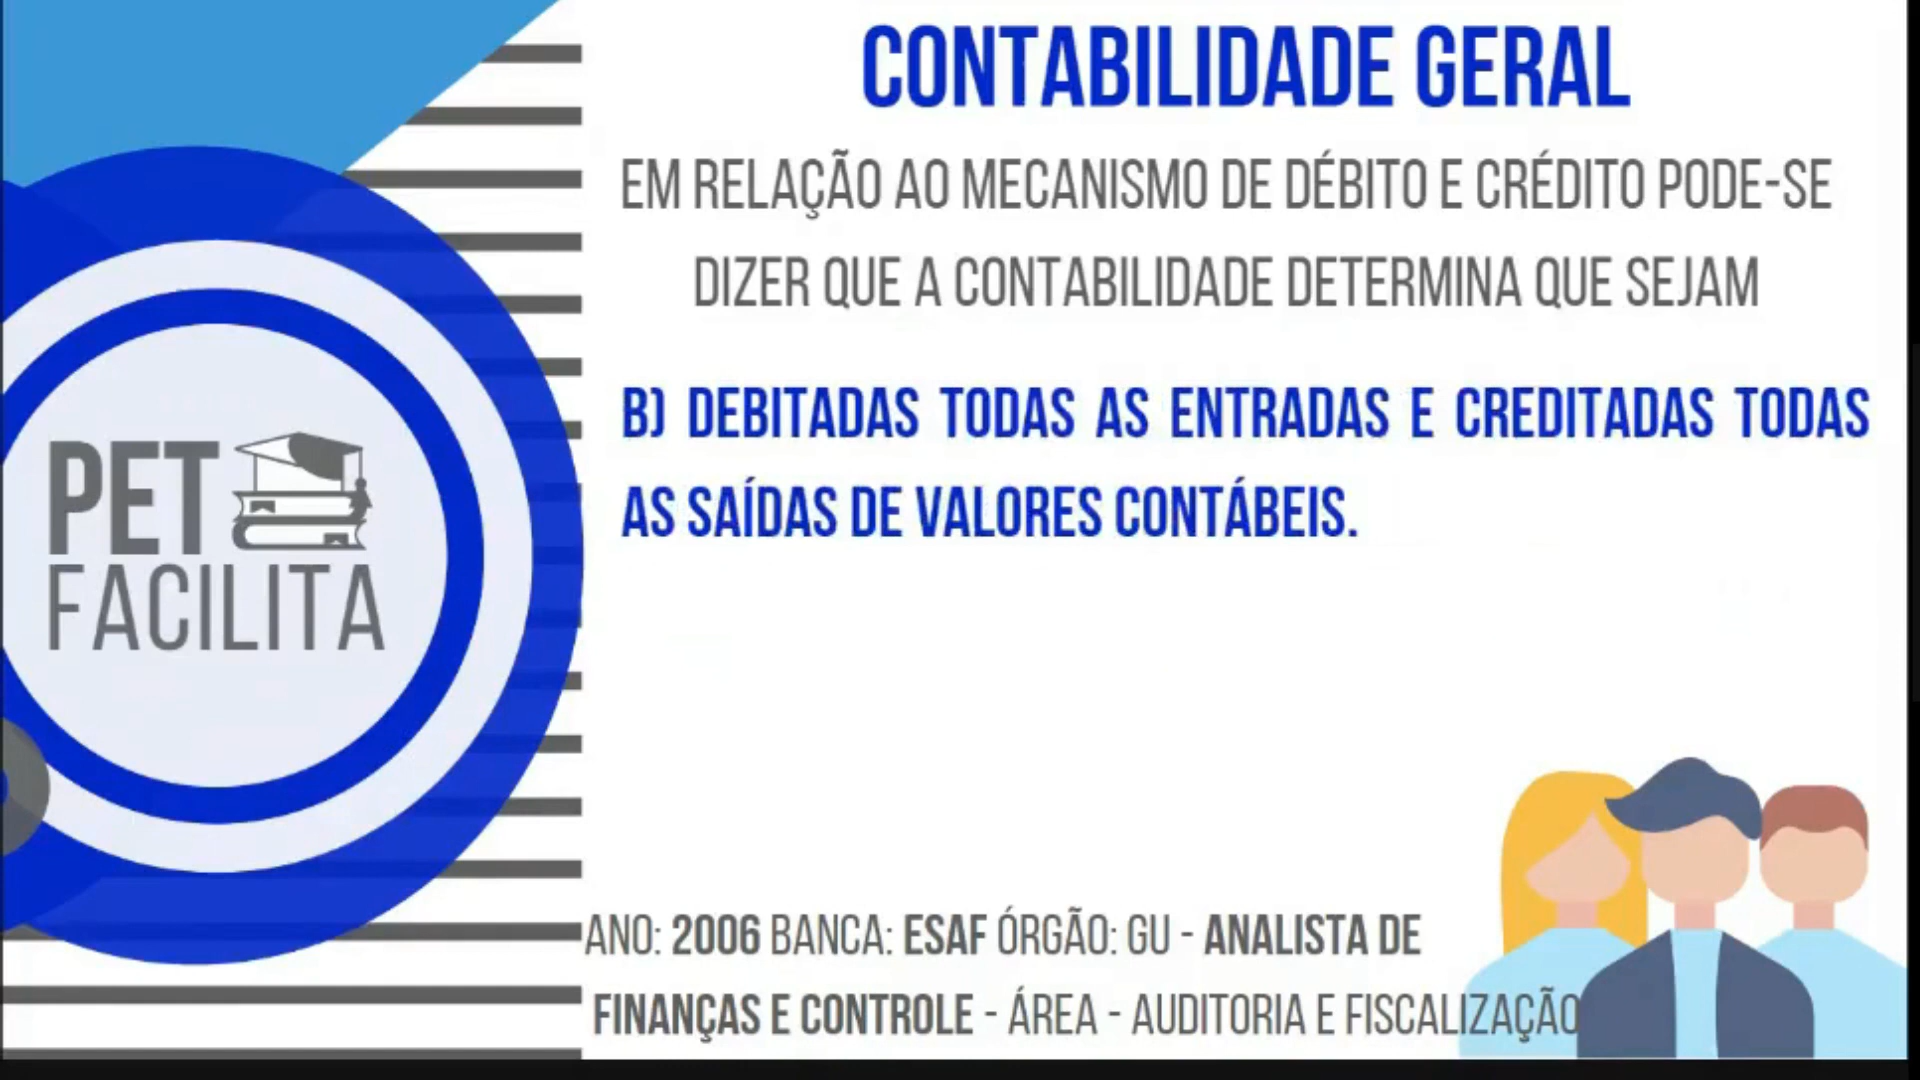 CONTABILIDADE GERAL
EM RELAÇÃO AO MECANISMO DE DÉBITO E CRÉDITO PODE-SE
DIZER QUE A CONTABILIDADE DETERMINA QUE SEJAM
B) DEBITADAS TODAS AS ENTRADAS E CREDITADAS TODAS
AS SAÍDAS DE VALORES CONTÁBEIS.
PET
FACILITA
ANO: 2006 BANCA: ESAF ÓRGÃO: GU - ANALISTA DE
FINANÇAS E CONTROLE - ÁREA - AUDITORIA E FISCALIZAÇÃO